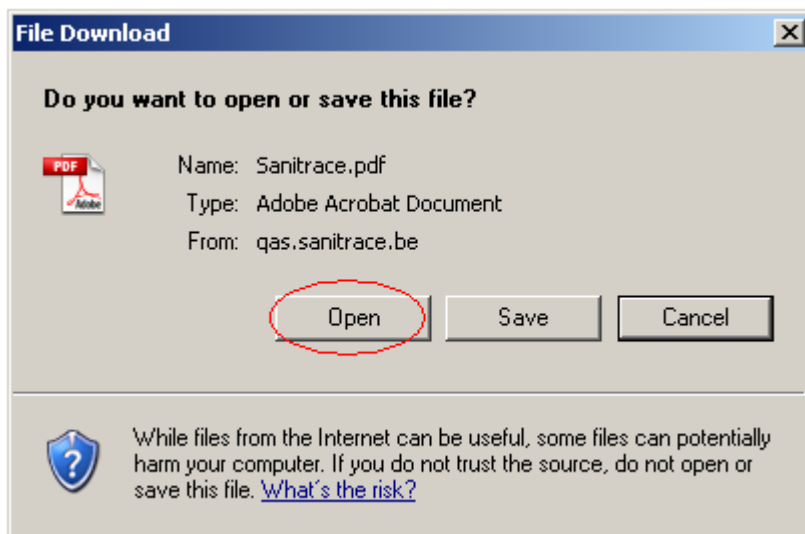 File Download
Do you want to open or save this file?
PDF
Adobe
Name: Sanitrace.pdf
Type: Adobe Acrobat Document
From: qas.sanitrace.be
Open Save Cancel
While files from the Internet can be useful, some files can potentially
harm your computer. If you do not trust the source, do not open or
save this file. What's the risk?